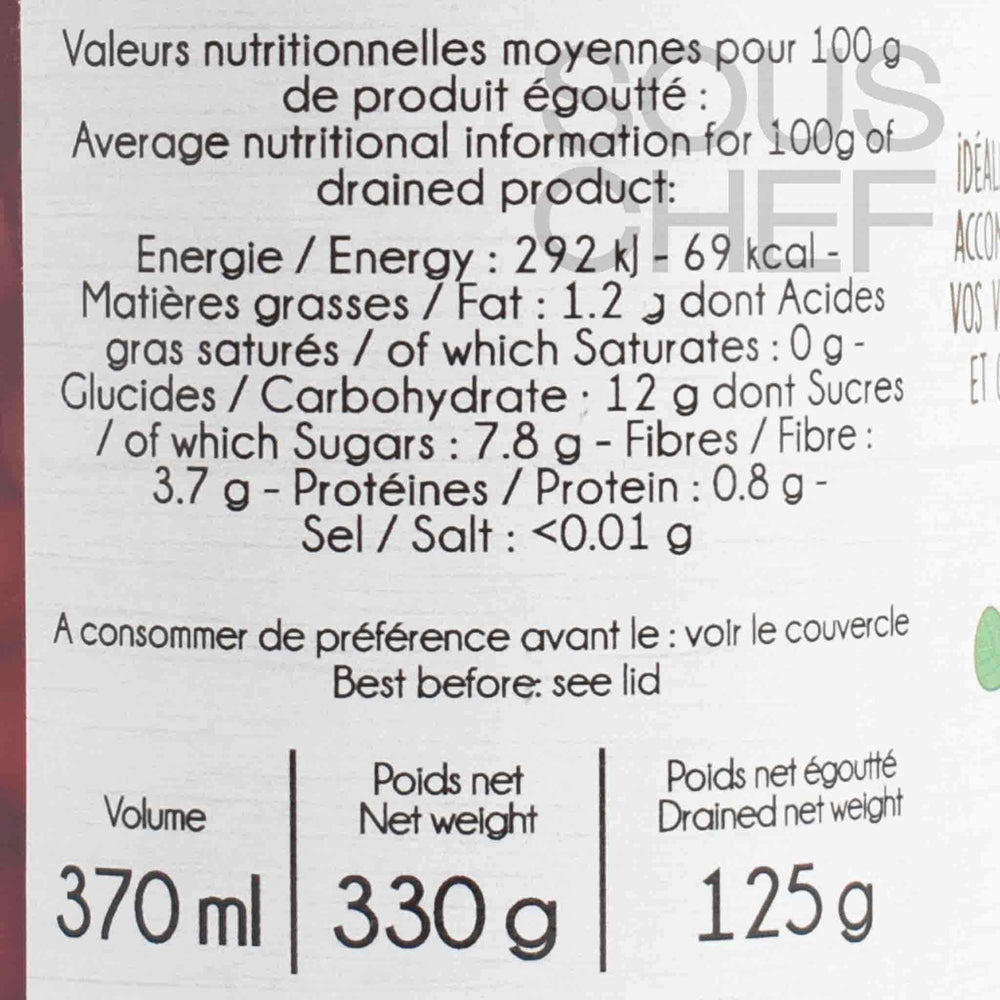 SOUS
CHEF
Valeurs nutritionnelles moyennes pour 100 g
de produit égoutté :
Average nutritional information for 100g of
drained product:
Energie / Energy : 292 kJ - 69 kcal -
Matières grasses / Fat : 1.2 g dont Acides
gras saturés / of which Saturates : 0 g -
Glucides / Carbohydrate : 12 g dont Sucres
/ of which Sugars : 7.8 g - Fibres / Fibre :
3.7 g - Protéines / Protein : 0.8 g -
Sel / Salt : <0.01 g
A consommer de préférence avant le : voir le couvercle
Best before: see lid
Volume
370 ml
Poids net
Net weight
330 g
Poids net égoutté
Drained net weight
125 g
VOS
ET